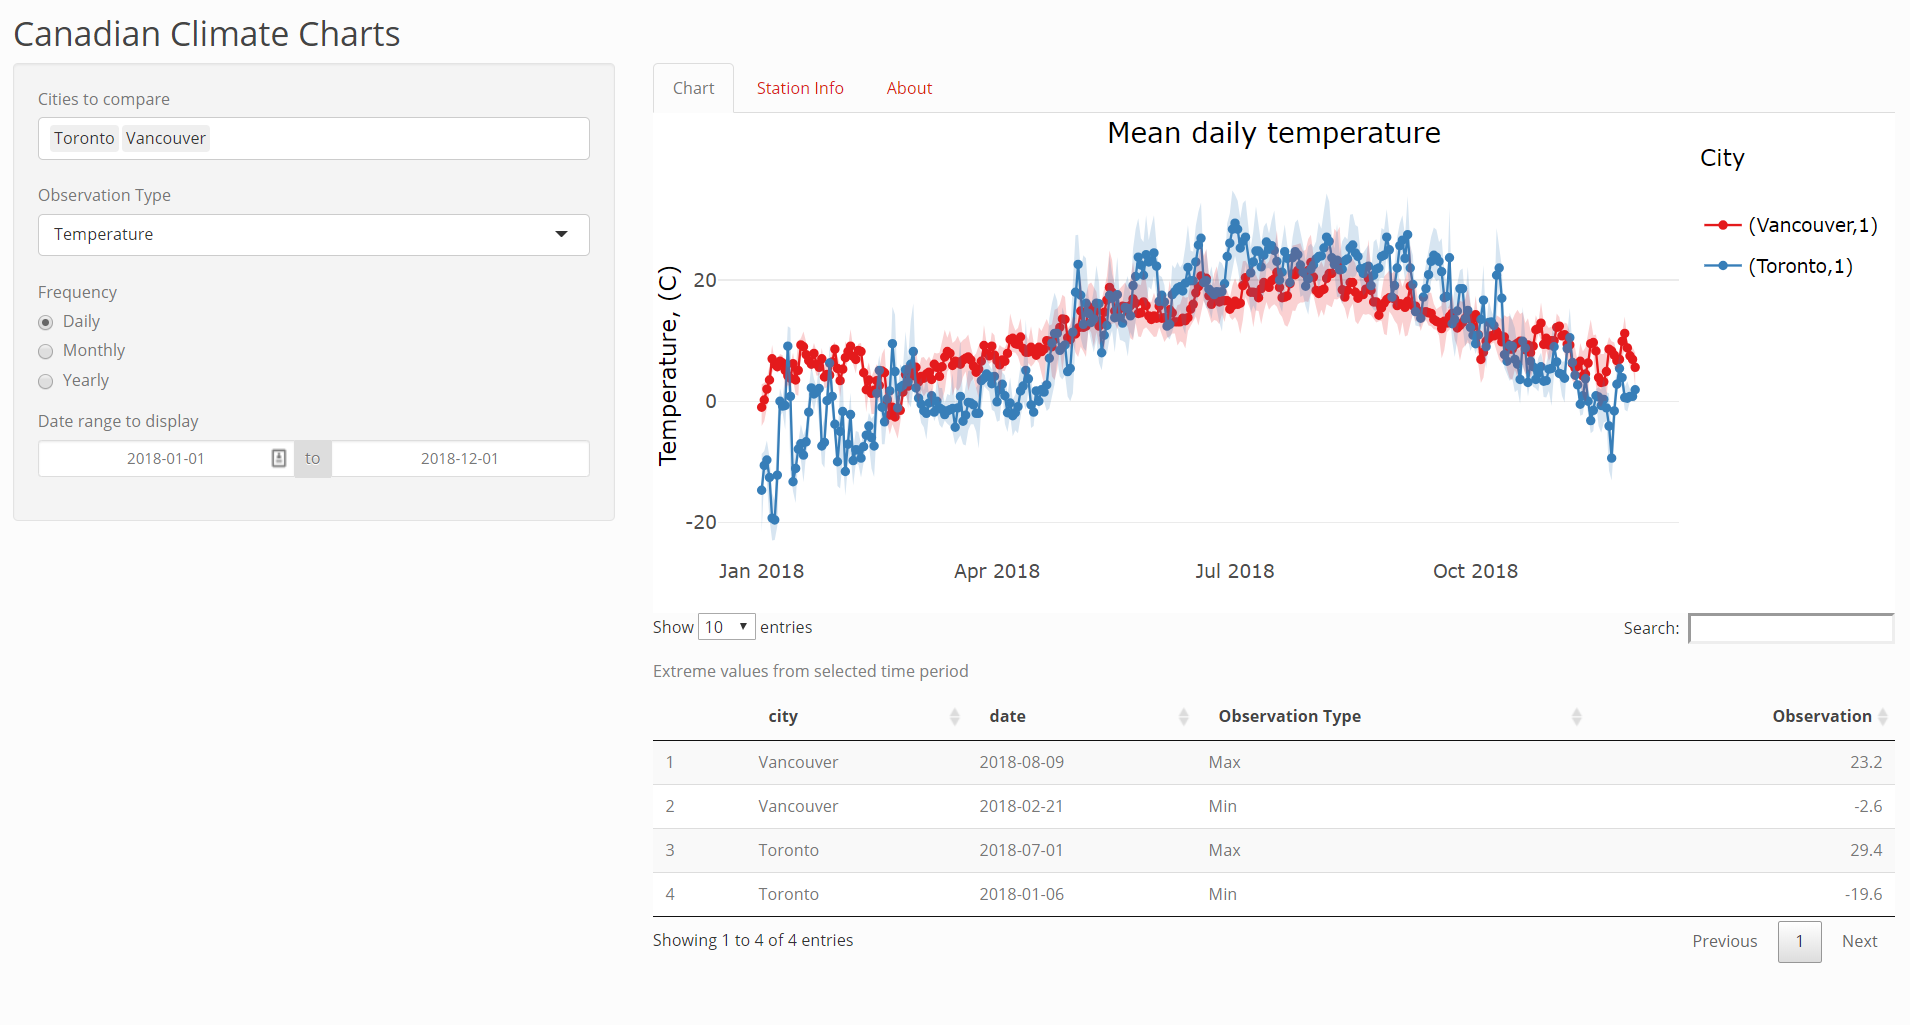 Canadian Climate Charts
Cities to compare
Toronto Vancouver
Observation Type
Temperature
Frequency
Daily
Monthly
Yearly
Date range to display
2018-01-01 to 2018-12-01
Chart Station Info About
Mean daily temperature
City
(Vancouver,1)
(Toronto,1)
Temperature, (C)
20
0
-20
Jan 2018 Apr 2018 Jul 2018 Oct 2018
Show 10 entries Search:
Extreme values from selected time period
city date Observation Type Observation
1 Vancouver 2018-08-09 Max 23.2
2 Vancouver 2018-02-21 Min -2.6
3 Toronto 2018-07-01 Max 29.4
4 Toronto 2018-01-06 Min -19.6
Showing 1 to 4 of 4 entries Previous 1 Next